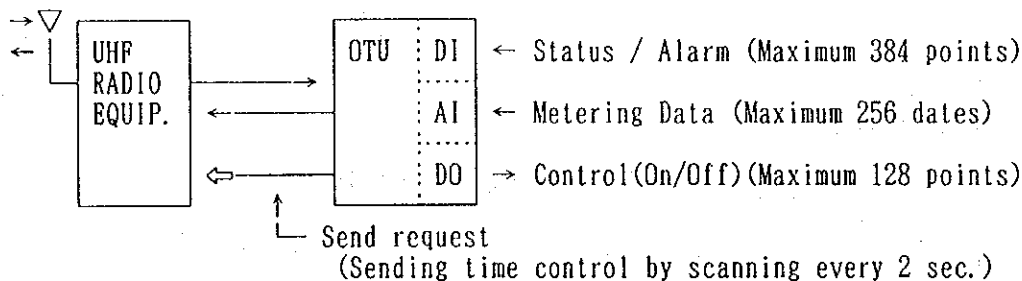 UHF
RADIO
EQUIP.
OTU
DI ← Status / Alarm (Maximum 384 points)
AI ← Metering Data (Maximum 256 dates)
DO → Control(On/Off)(Maximum 128 points)
Send request
(Sending time control by scanning every 2 sec.)